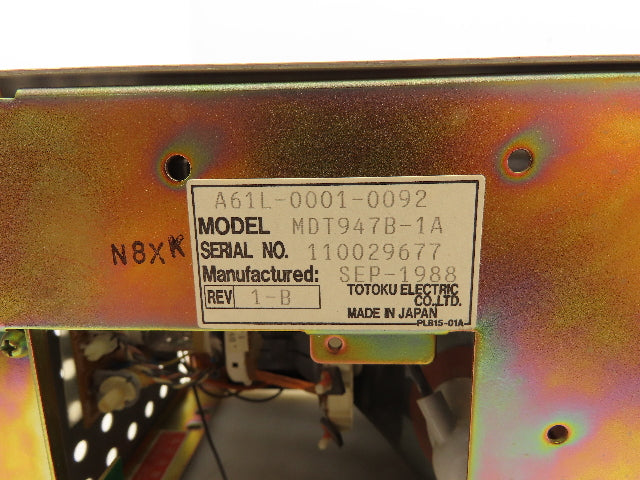 A61L-0001-0092
MODEL MDT947B-1A
N8XK
SERIAL NO. 110029677
Manufactured: SEP-1988
REV 1-B
TOTOKU ELECTRIC
CO.,LTD.
MADE IN JAPAN
PLB15-01A